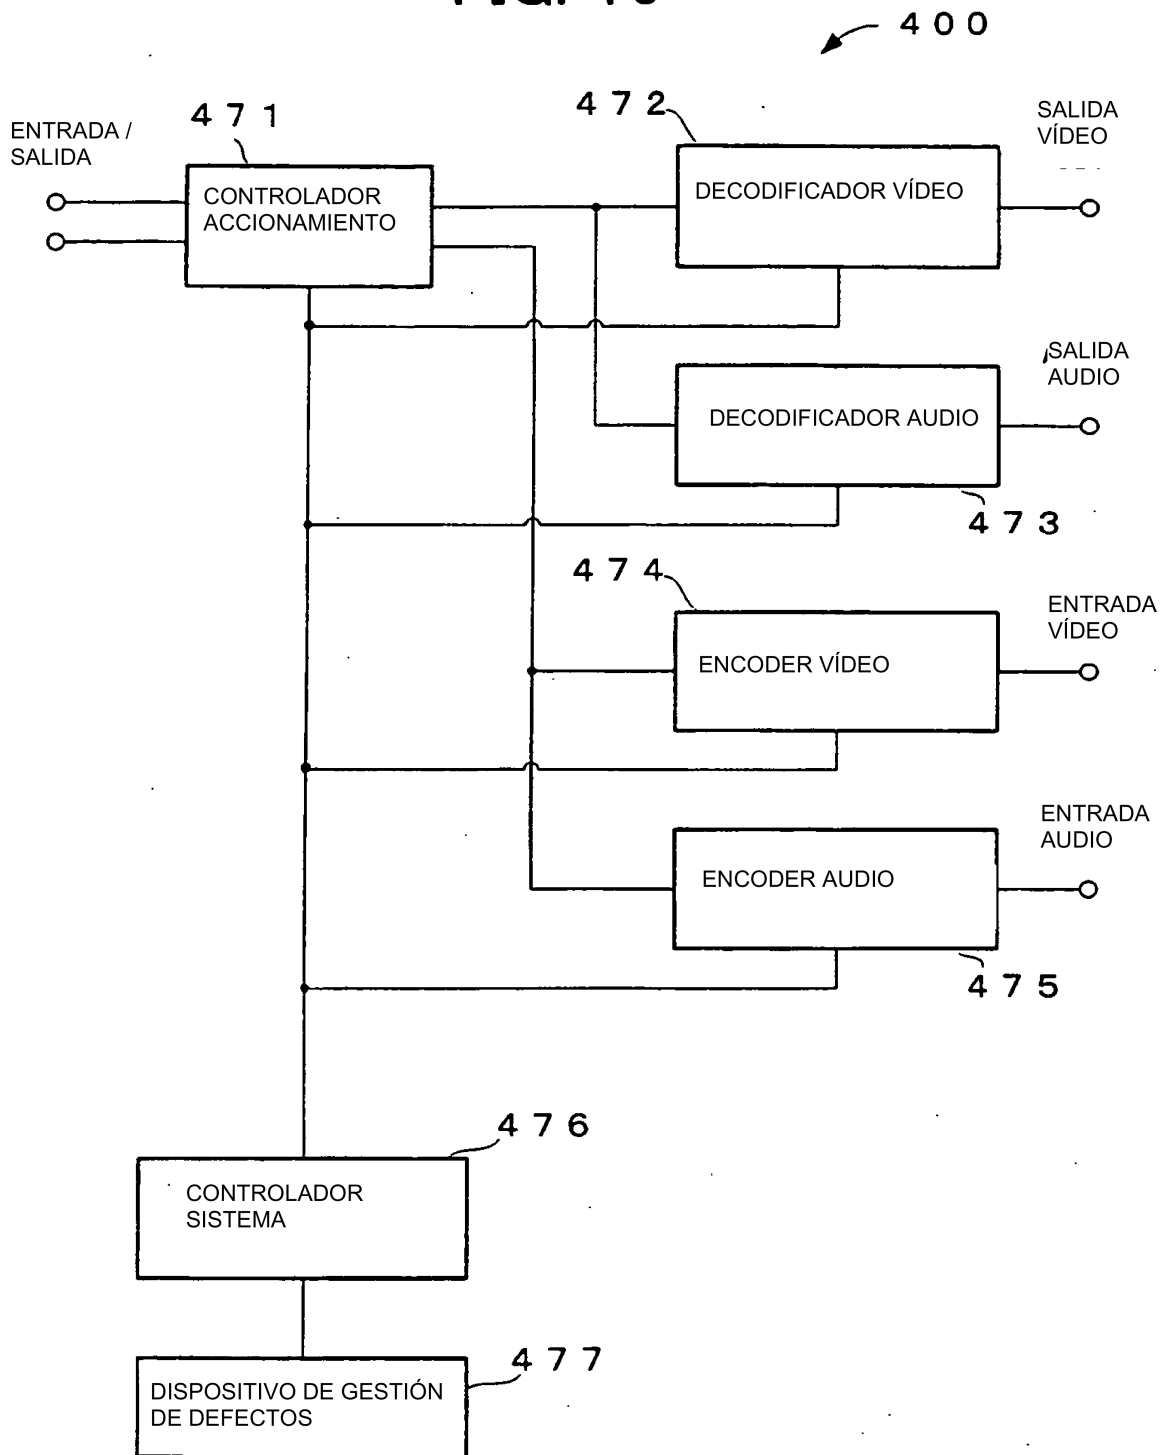 400
471
472
ENTRADA /
SALIDA
SALIDA
VÍDEO
CONTROLADOR
ACCIONAMIENTO
DECODIFICADOR VÍDEO
SALIDA
AUDIO
DECODIFICADOR AUDIO
473
474
ENTRADA
VÍDEO
ENCODER VÍDEO
ENTRADA
AUDIO
ENCODER AUDIO
475
476
CONTROLADOR
SISTEMA
477
DISPOSITIVO DE GESTIÓN
DE DEFECTOS